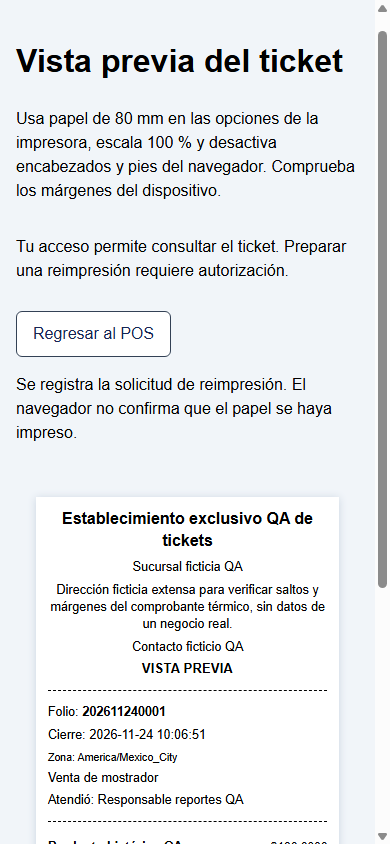 Vista previa del ticket
Usa papel de 80 mm en las opciones de la
impresora, escala 100 % y desactiva
encabezados y pies del navegador. Comprueba
los márgenes del dispositivo.
Tu acceso permite consultar el ticket. Preparar
una reimpresión requiere autorización.
Regresar al POS
Se registra la solicitud de reimpresión. El
navegador no confirma que el papel se haya
impreso.
Establecimiento exclusivo QA de
tickets
Sucursal ficticia QA
Dirección ficticia extensa para verificar saltos y
márgenes del comprobante térmico, sin datos de
un negocio real.
Contacto ficticio QA
VISTA PREVIA
Folio: 202611240001
Cierre: 2026-11-24 10:06:51
Zona: America/Mexico_City
Venta de mostrador
Atendió: Responsable reportes QA